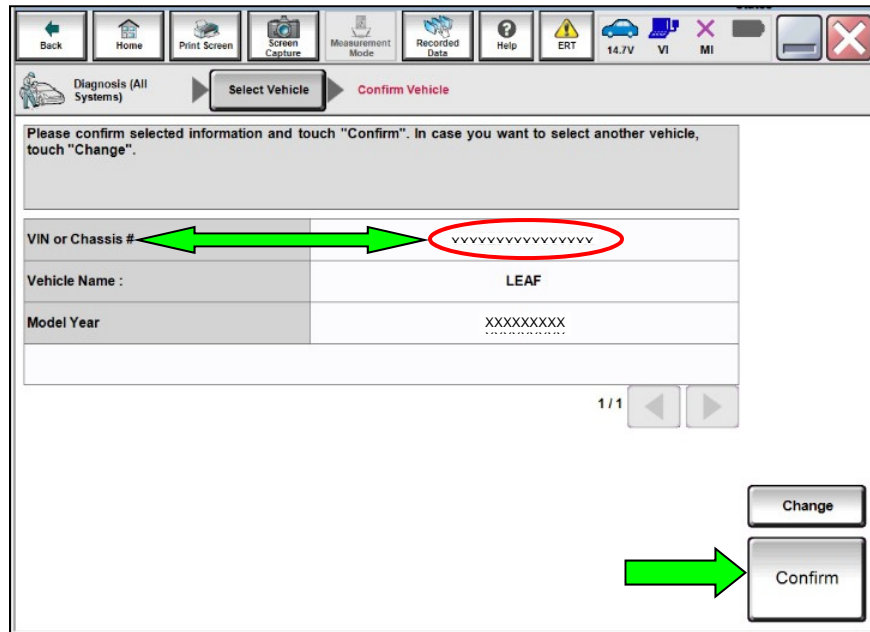 Back
Home
Print Screen
Screen
Capture
Measurement
Mode
Recorded
Data
Help
ERT
14.7V
VI
MI
Diagnosis (All
Systems)
Select Vehicle
Confirm Vehicle
Please confirm selected information and touch "Confirm". In case you want to select another vehicle,
touch "Change".
VIN or Chassis #
Vehicle Name :
LEAF
Model Year
XXXXXXXXX
1 / 1
Change
Confirm